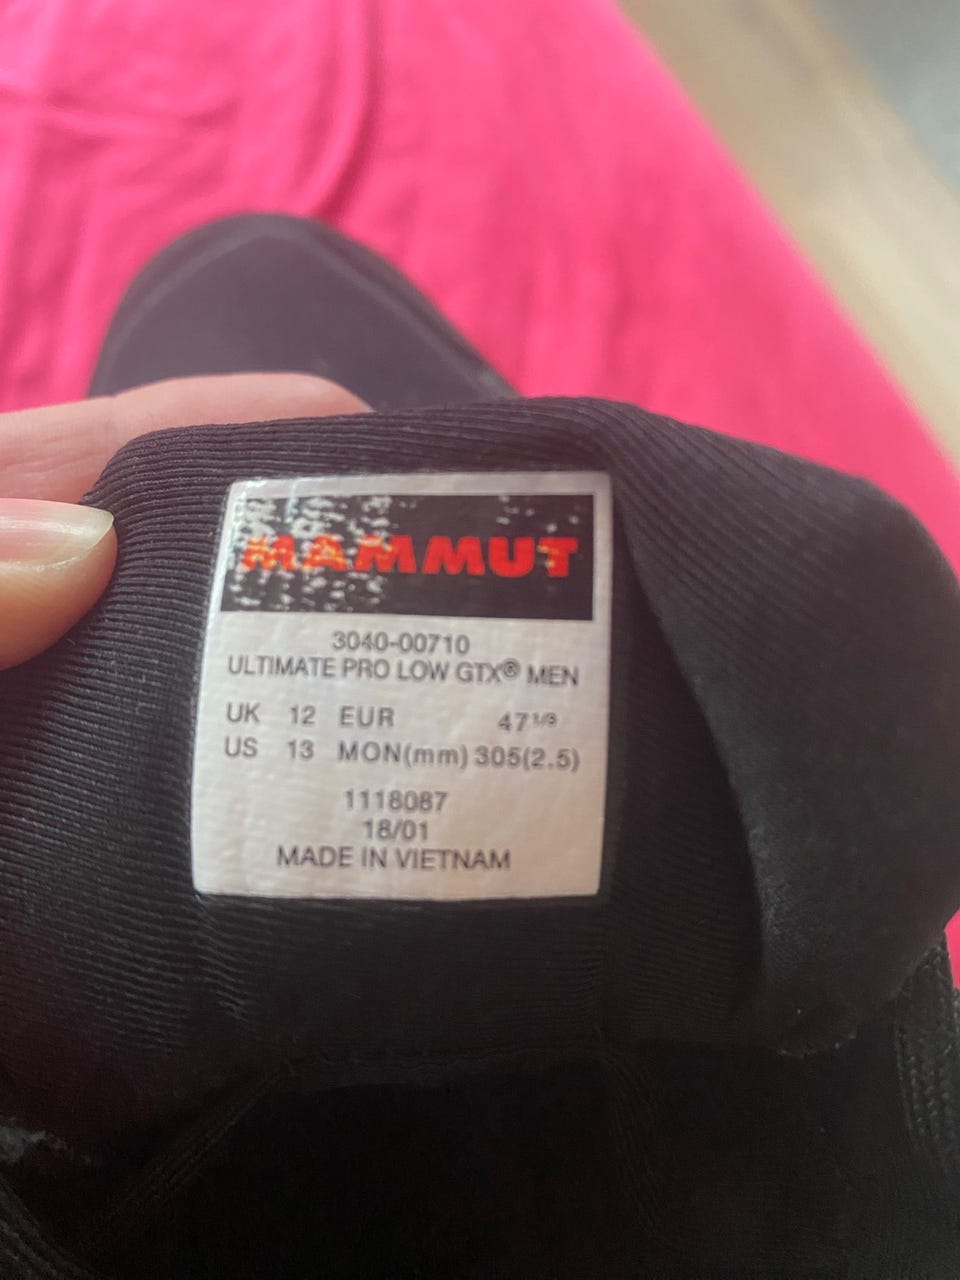 MAMMUT
3040-00710
ULTIMATE PRO LOW GTX® MEN
UK 12 EUR 47 1/3
US 13 MON(mm) 305(2.5)
1118087
18/01
MADE IN VIETNAM